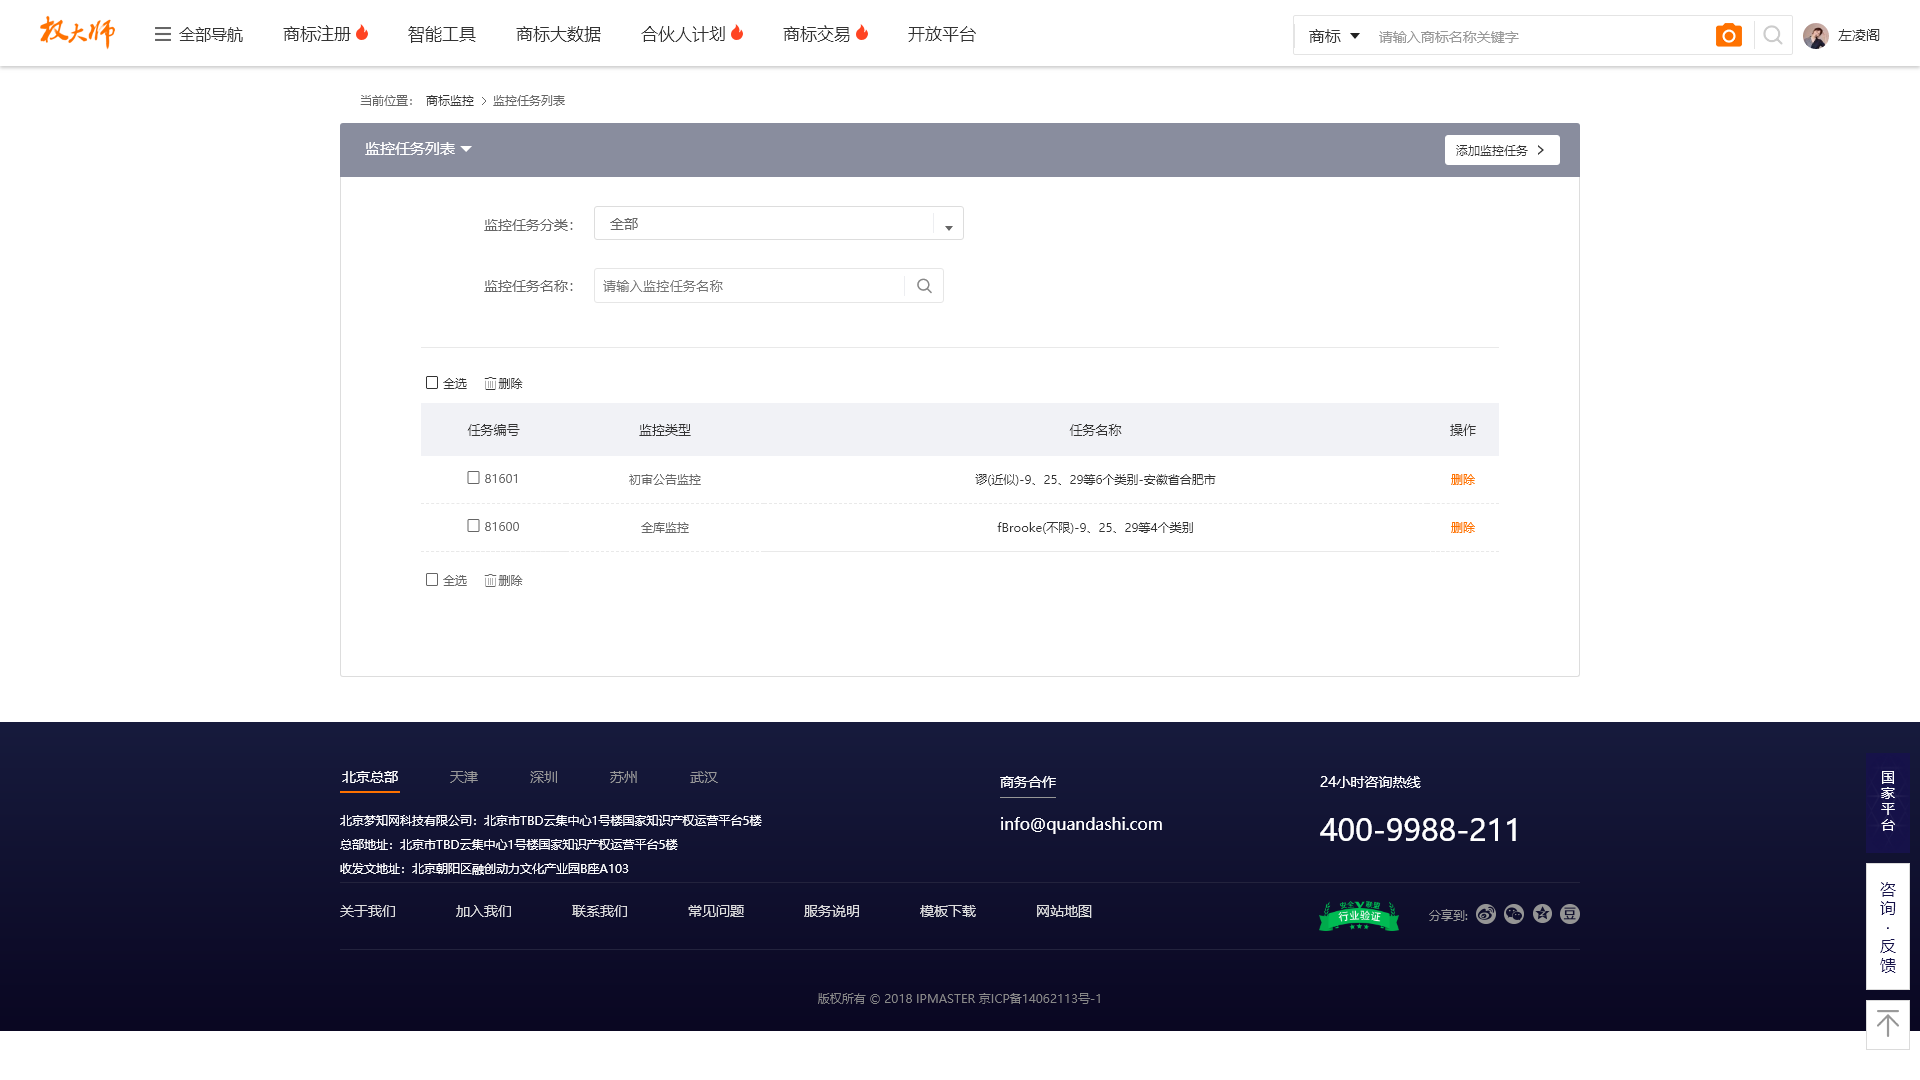 权大师
全部导航 商标注册 智能工具 商标大数据 合伙人计划 商标交易 开放平台
商标 请输入商标名称关键字 左凌阁
当前位置： 商标监控 > 监控任务列表
监控任务列表
添加监控任务
监控任务分类： 全部
监控任务名称： 请输入监控任务名称
全选 删除
任务编号 监控类型 任务名称 操作
81601 初审公告监控 谬(近似)-9、25、29等6个类别-安徽省合肥市 删除
81600 全库监控 fBrooke(不限)-9、25、29等4个类别 删除
全选 删除
北京总部 天津 深圳 苏州 武汉
北京梦知网科技有限公司：北京市TBD云集中心1号楼国家知识产权运营平台5楼
总部地址：北京市TBD云集中心1号楼国家知识产权运营平台5楼
收发文地址：北京朝阳区融创动力文化产业园B座A103
商务合作
info@quandashi.com
24小时咨询热线
400-9988-211
关于我们 加入我们 联系我们 常见问题 服务说明 模板下载 网站地图
安全V联盟
行业验证
分享到:
豆
版权所有 © 2018 IPMASTER 京ICP备14062113号-1
国家平台
咨询·反馈